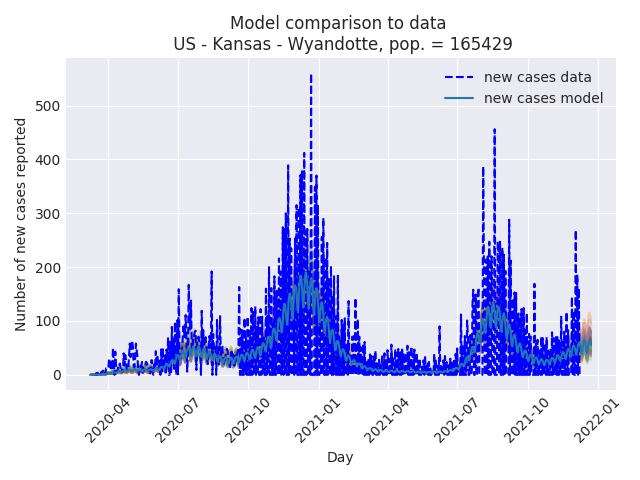 Model comparison to data
US - Kansas - Wyandotte, pop. = 165429
new cases data
new cases model
Number of new cases reported
500
400
300
200
100
0
2020-04
2020-07
2020-10
2021-01
2021-04
2021-07
2021-10
2022-01
Day